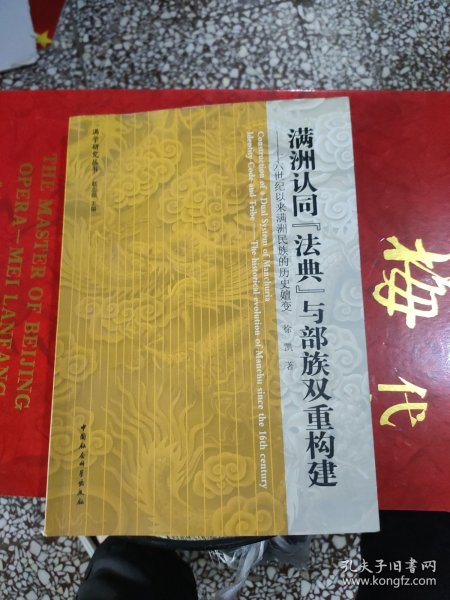 满洲认同『法典』与部族双重构建
——十六世纪以来满洲民族的历史嬗变
徐凯 著
Construction of a Dual System of Manchuria
Identity Code and Tribe —The historical evolution of Manchu since the 16th century
满学研究丛书
中国社会科学出版社
THE MASTER OF BEIJING
OPERA—MEI LANFANG
梅
代
孔夫子旧书网
www.kongfz.com